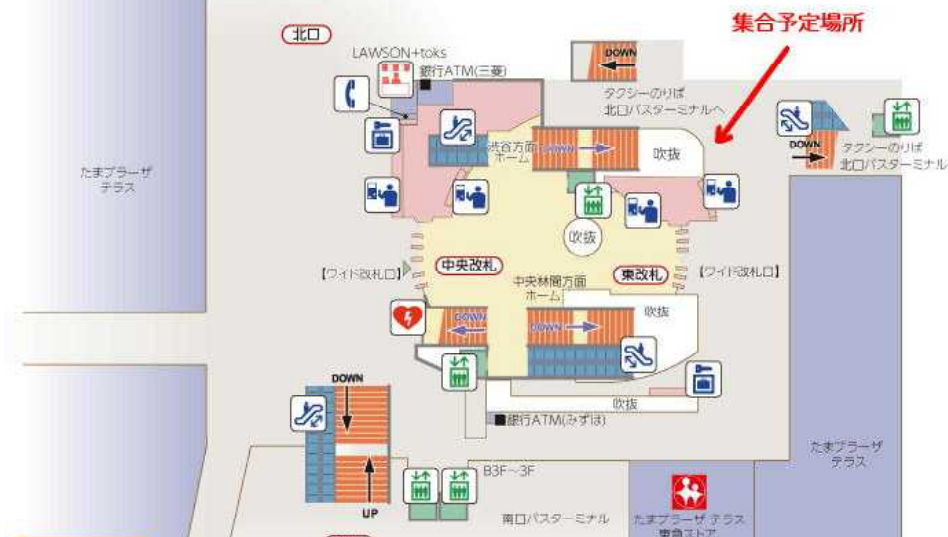 集合予定場所
北口
LAWSON+toks
銀行ATM(三菱)
DOWN
タクシーのりば
北口バスターミナルへ
渋谷方面
ホーム
DOWN
吹抜
DOWN
タクシーのりば
北口バスターミナル
たまプラーザ
テラス
吹抜
【ワイド改札口】
中央改札
中央林間方面
ホーム
東改札
【ワイド改札口】
DOWN
DOWN
吹抜
吹抜
銀行ATM(みずほ)
DOWN
UP
B3F～3F
南口バスターミナル
たまプラーザ テラス
東急ストア
たまプラーザ
テラス